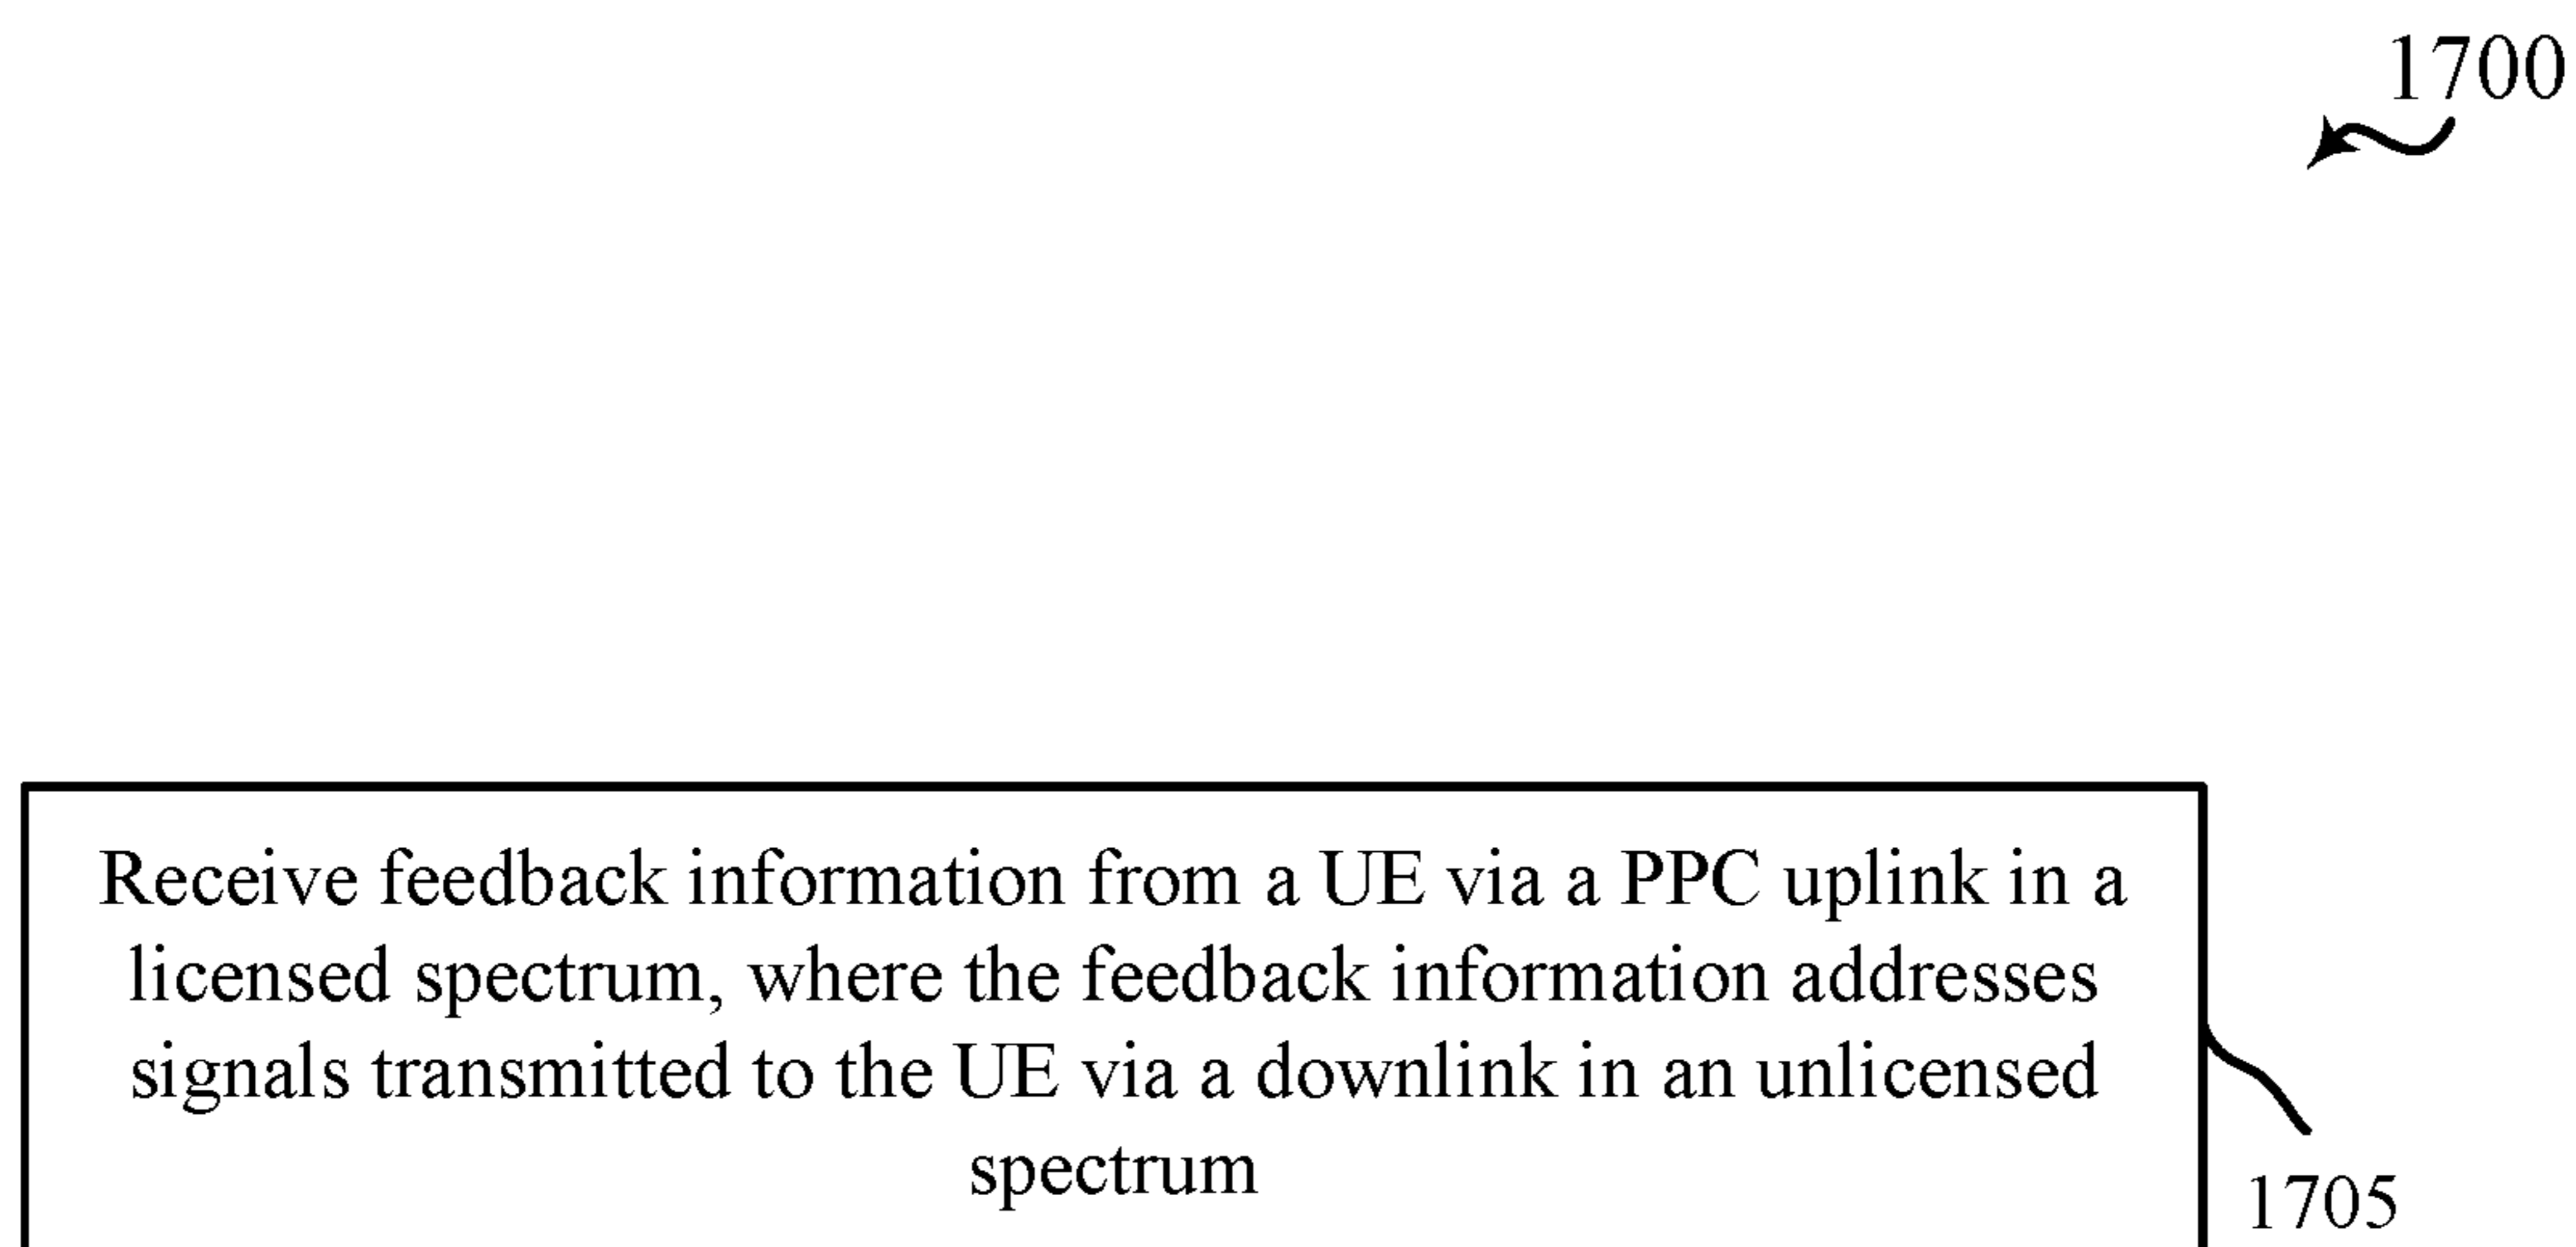 1700
Receive feedback information from a UE via a PPC uplink in a
licensed spectrum, where the feedback information addresses
signals transmitted to the UE via a downlink in an unlicensed
spectrum
1705